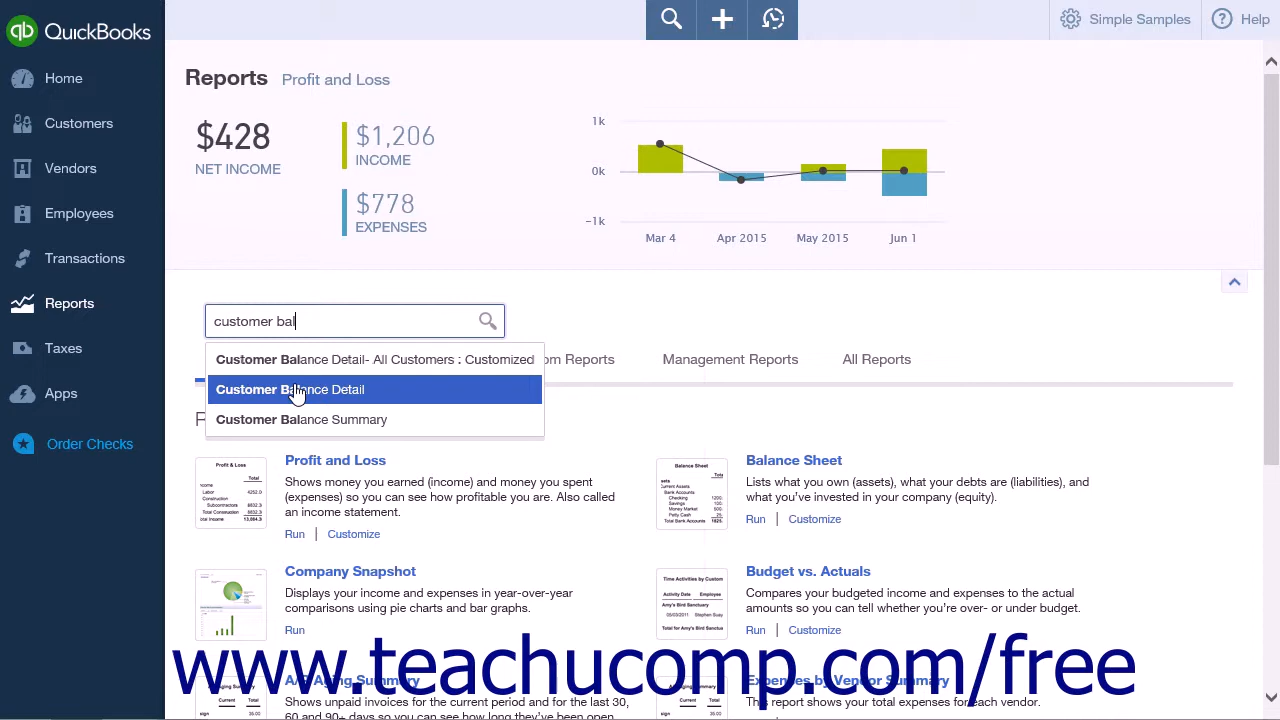 QuickBooks
Simple Samples
Help
Home
Customers
Vendors
Employees
Transactions
Reports
Taxes
Apps
Order Checks
Reports Profit and Loss
$428
NET INCOME
$1,206
INCOME
$778
EXPENSES
1k
0k
-1k
Mar 4 Apr 2015 May 2015 Jun 1
customer bal
Customer Balance Detail- All Customers : Customized
Customer Balance Detail
Customer Balance Summary
om Reports Management Reports All Reports
Profit and Loss
Shows money you earned (income) and money you spent
(expenses) so you can see how profitable you are. Also called
an income statement.
Run | Customize
Balance Sheet
Lists what you own (assets), what your debts are (liabilities), and
what you've invested in your company (equity).
Run | Customize
Company Snapshot
Displays your income and expenses in year-over-year
comparisons using pie charts and bar graphs.
Run
Budget vs. Actuals
Compares your budgeted income and expenses to the actual
amounts so you can tell whether you're over- or under budget.
Run | Customize
www.teachucomp.com/free
A/R Aging Summary
Shows unpaid invoices for the current period and for the last 30,
60 and 90+ days so you can see how long they've been open
Expenses by Vendor Summary
This report shows your total expenses for each vendor.